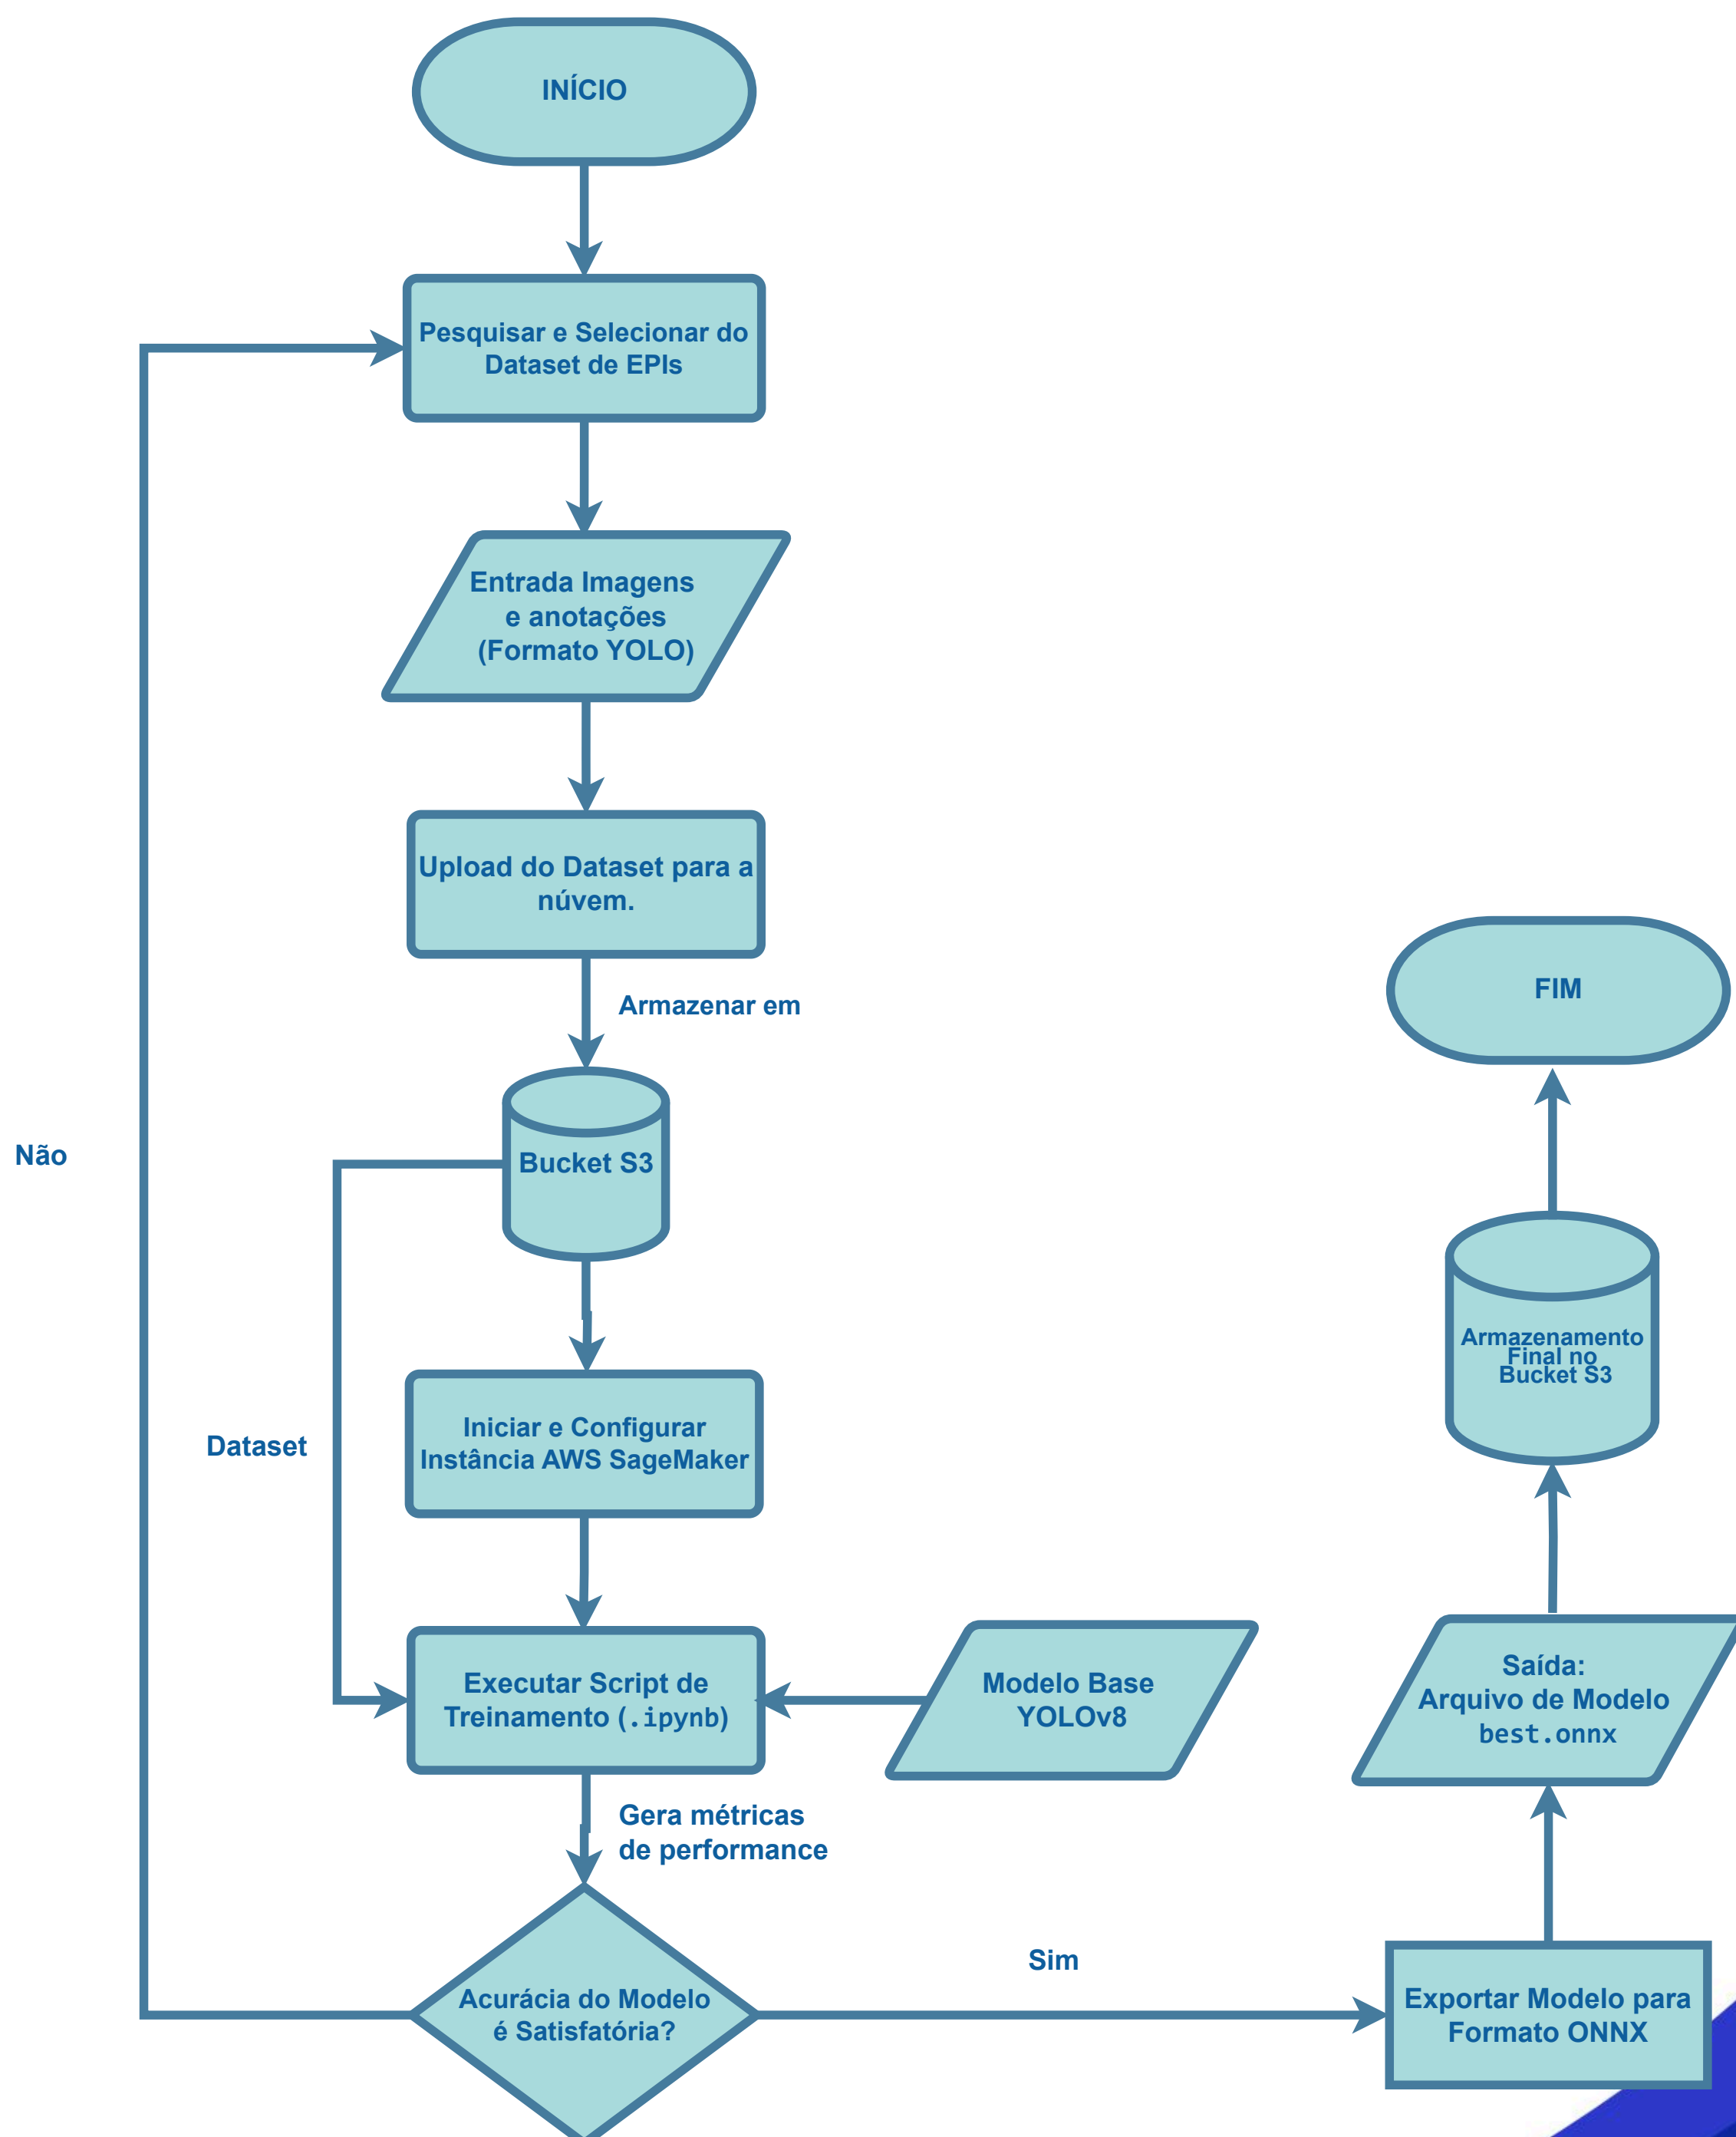 INÍCIO
Pesquisar e Selecionar do
Dataset de EPIs
Entrada Imagens
e anotações
(Formato YOLO)
Upload do Dataset para a
núvem.
Armazenar em
Bucket S3
Não
Dataset
Iniciar e Configurar
Instância AWS SageMaker
Executar Script de
Treinamento (.ipynb)
Modelo Base
YOLOv8
Gera métricas
de performance
Acurácia do Modelo
é Satisfatória?
Sim
Exportar Modelo para
Formato ONNX
Saída:
Arquivo de Modelo
best.onnx
Armazenamento
Final no
Bucket S3
FIM